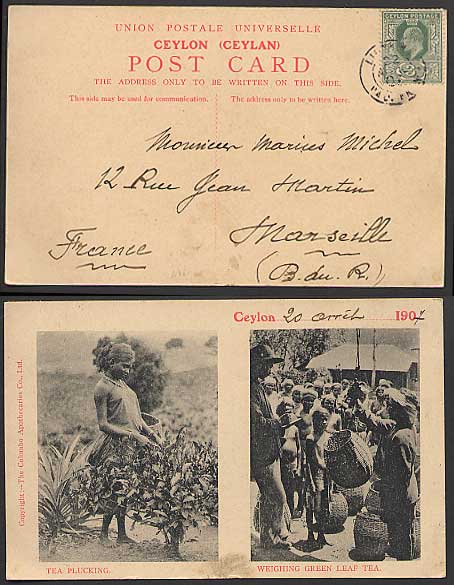 UNION POSTALE UNIVERSELLE
CEYLON (CEYLAN)
POST CARD
THE ADDRESS ONLY TO BE WRITTEN ON THIS SIDE.
This side may be used for communication.
The address only to be written here.
CEYLON POSTAGE
Monsieur Marius Michel
12 Rue Jean Martin
Marseille
France
(B. du. R.)
Ceylon 20 1907
Copyright:—The Colombo Apothecaries Co., Ltd.
TEA PLUCKING.
WEIGHING GREEN LEAF TEA.